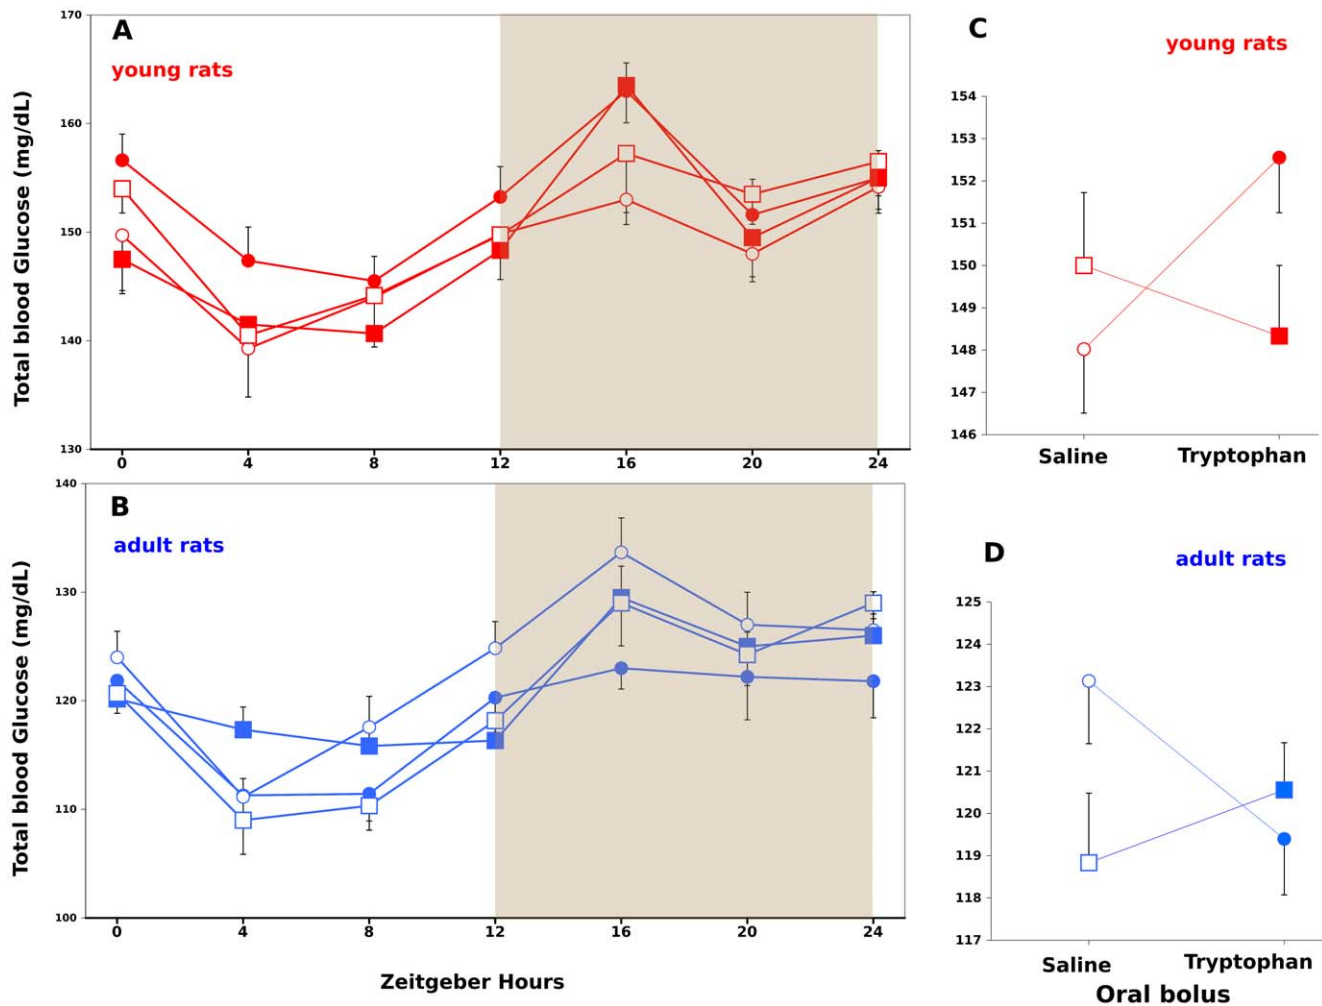 A
young rats
Total blood Glucose (mg/dL)
170
160
150
140
130
0 4 8 12 16 20 24
B
adult rats
Total blood Glucose (mg/dL)
140
130
120
110
100
0 4 8 12 16 20 24
Zeitgeber Hours
C
young rats
154
153
152
151
150
149
148
147
146
Saline Tryptophan
D
adult rats
125
124
123
122
121
120
119
118
117
Saline Tryptophan
Oral bolus